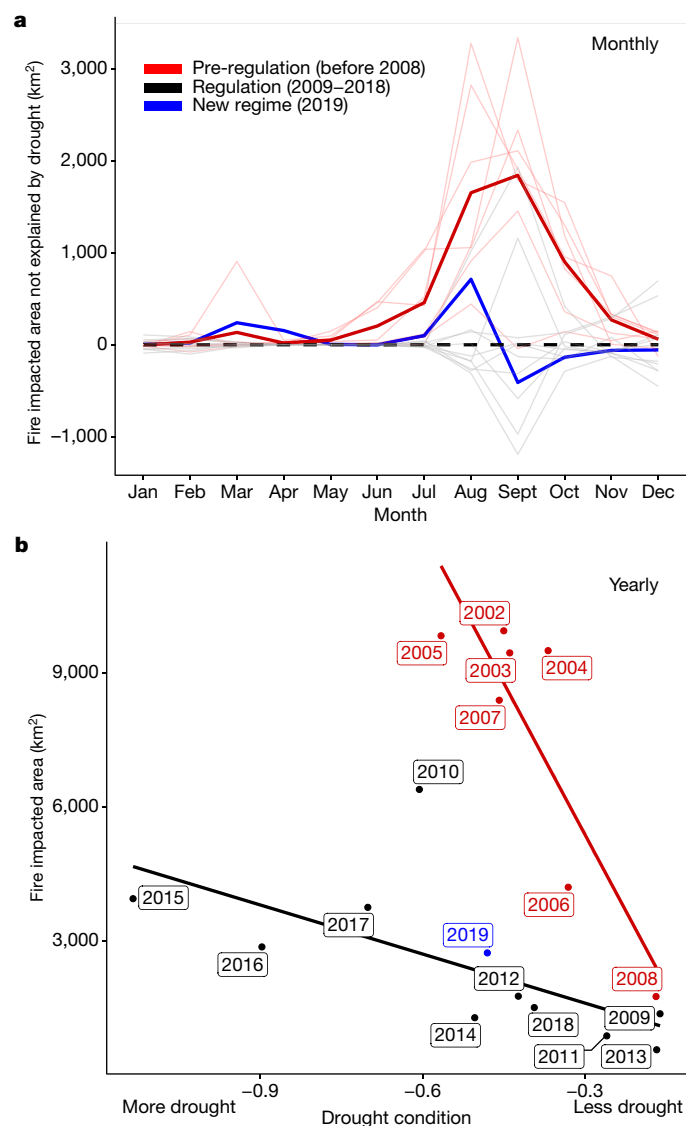 a
Monthly
Pre-regulation (before 2008)
Regulation (2009–2018)
New regime (2019)
Fire impacted area not explained by drought (km²)
3,000
2,000
1,000
0
−1,000
Jan Feb Mar Apr May Jun Jul Aug Sept Oct Nov Dec
Month
b
Yearly
Fire impacted area (km²)
9,000
6,000
3,000
2002
2005
2003
2004
2007
2010
2015
2017
2006
2019
2016
2012
2008
2014
2018
2009
2011
2013
−0.9 −0.6 −0.3
More drought Drought condition Less drought